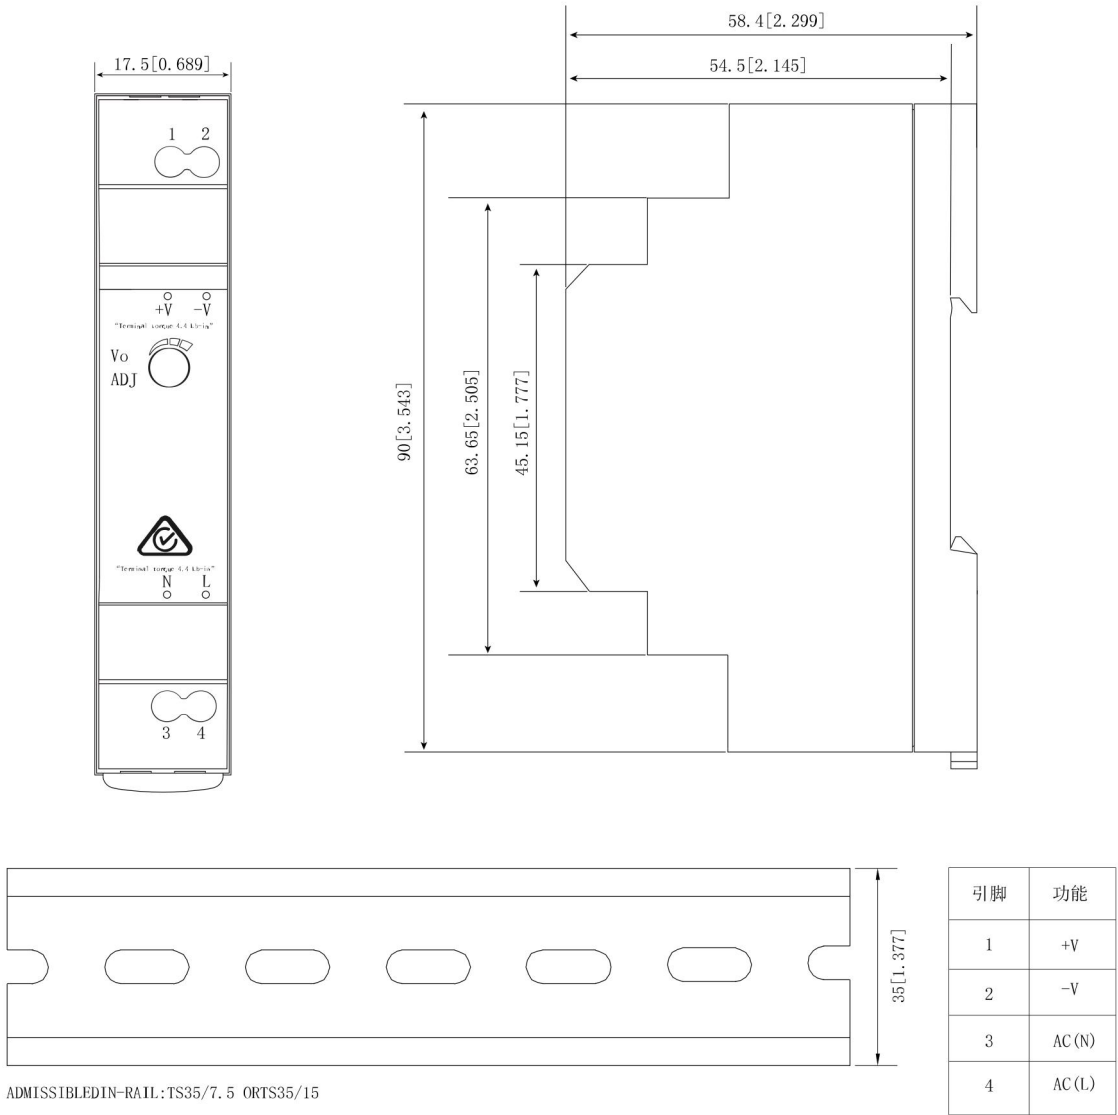 17.5[0.689]
1 2
+V -V
"Terminal torque 4.4 Lb-in"
Vo
ADJ
"Terminal torque 4.4 Lb-in"
N L
3 4
58.4[2.299]
54.5[2.145]
90[3.543]
63.65[2.505]
45.15[1.777]
35[1.377]
ADMISSIBLEDIN-RAIL:TS35/7.5 ORTS35/15
引脚 功能
1 +V
2 -V
3 AC(N)
4 AC(L)